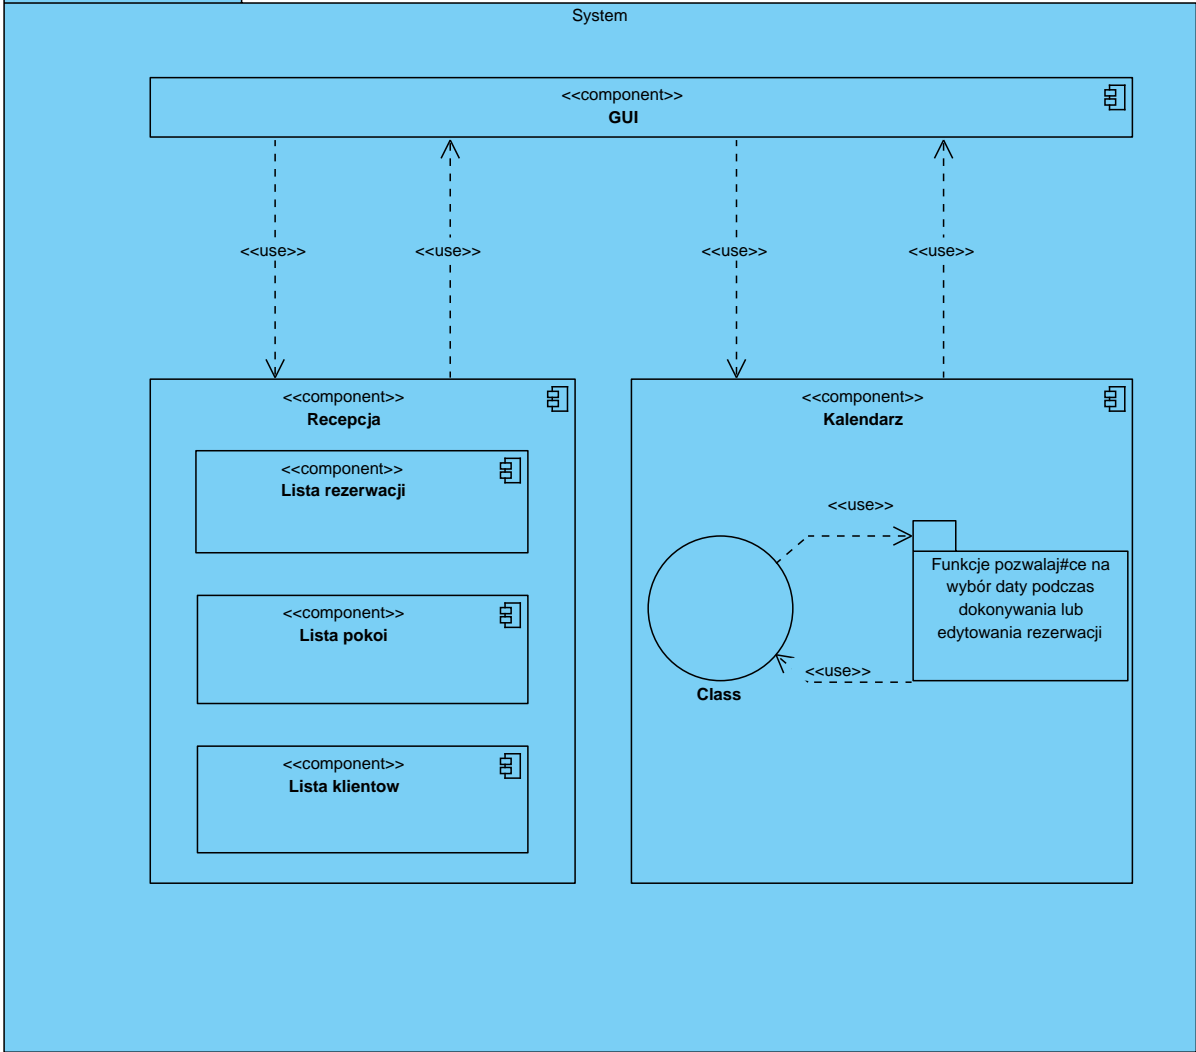 System
<<component>>
GUI
<<use>>
<<use>>
<<use>>
<<use>>
<<component>>
Recepcja
<<component>>
Lista rezerwacji
<<component>>
Lista pokoi
<<component>>
Lista klientow
<<component>>
Kalendarz
<<use>>
Funkcje pozwalaj#ce na
wybór daty podczas
dokonywania lub
edytowania rezerwacji
<<use>>
Class